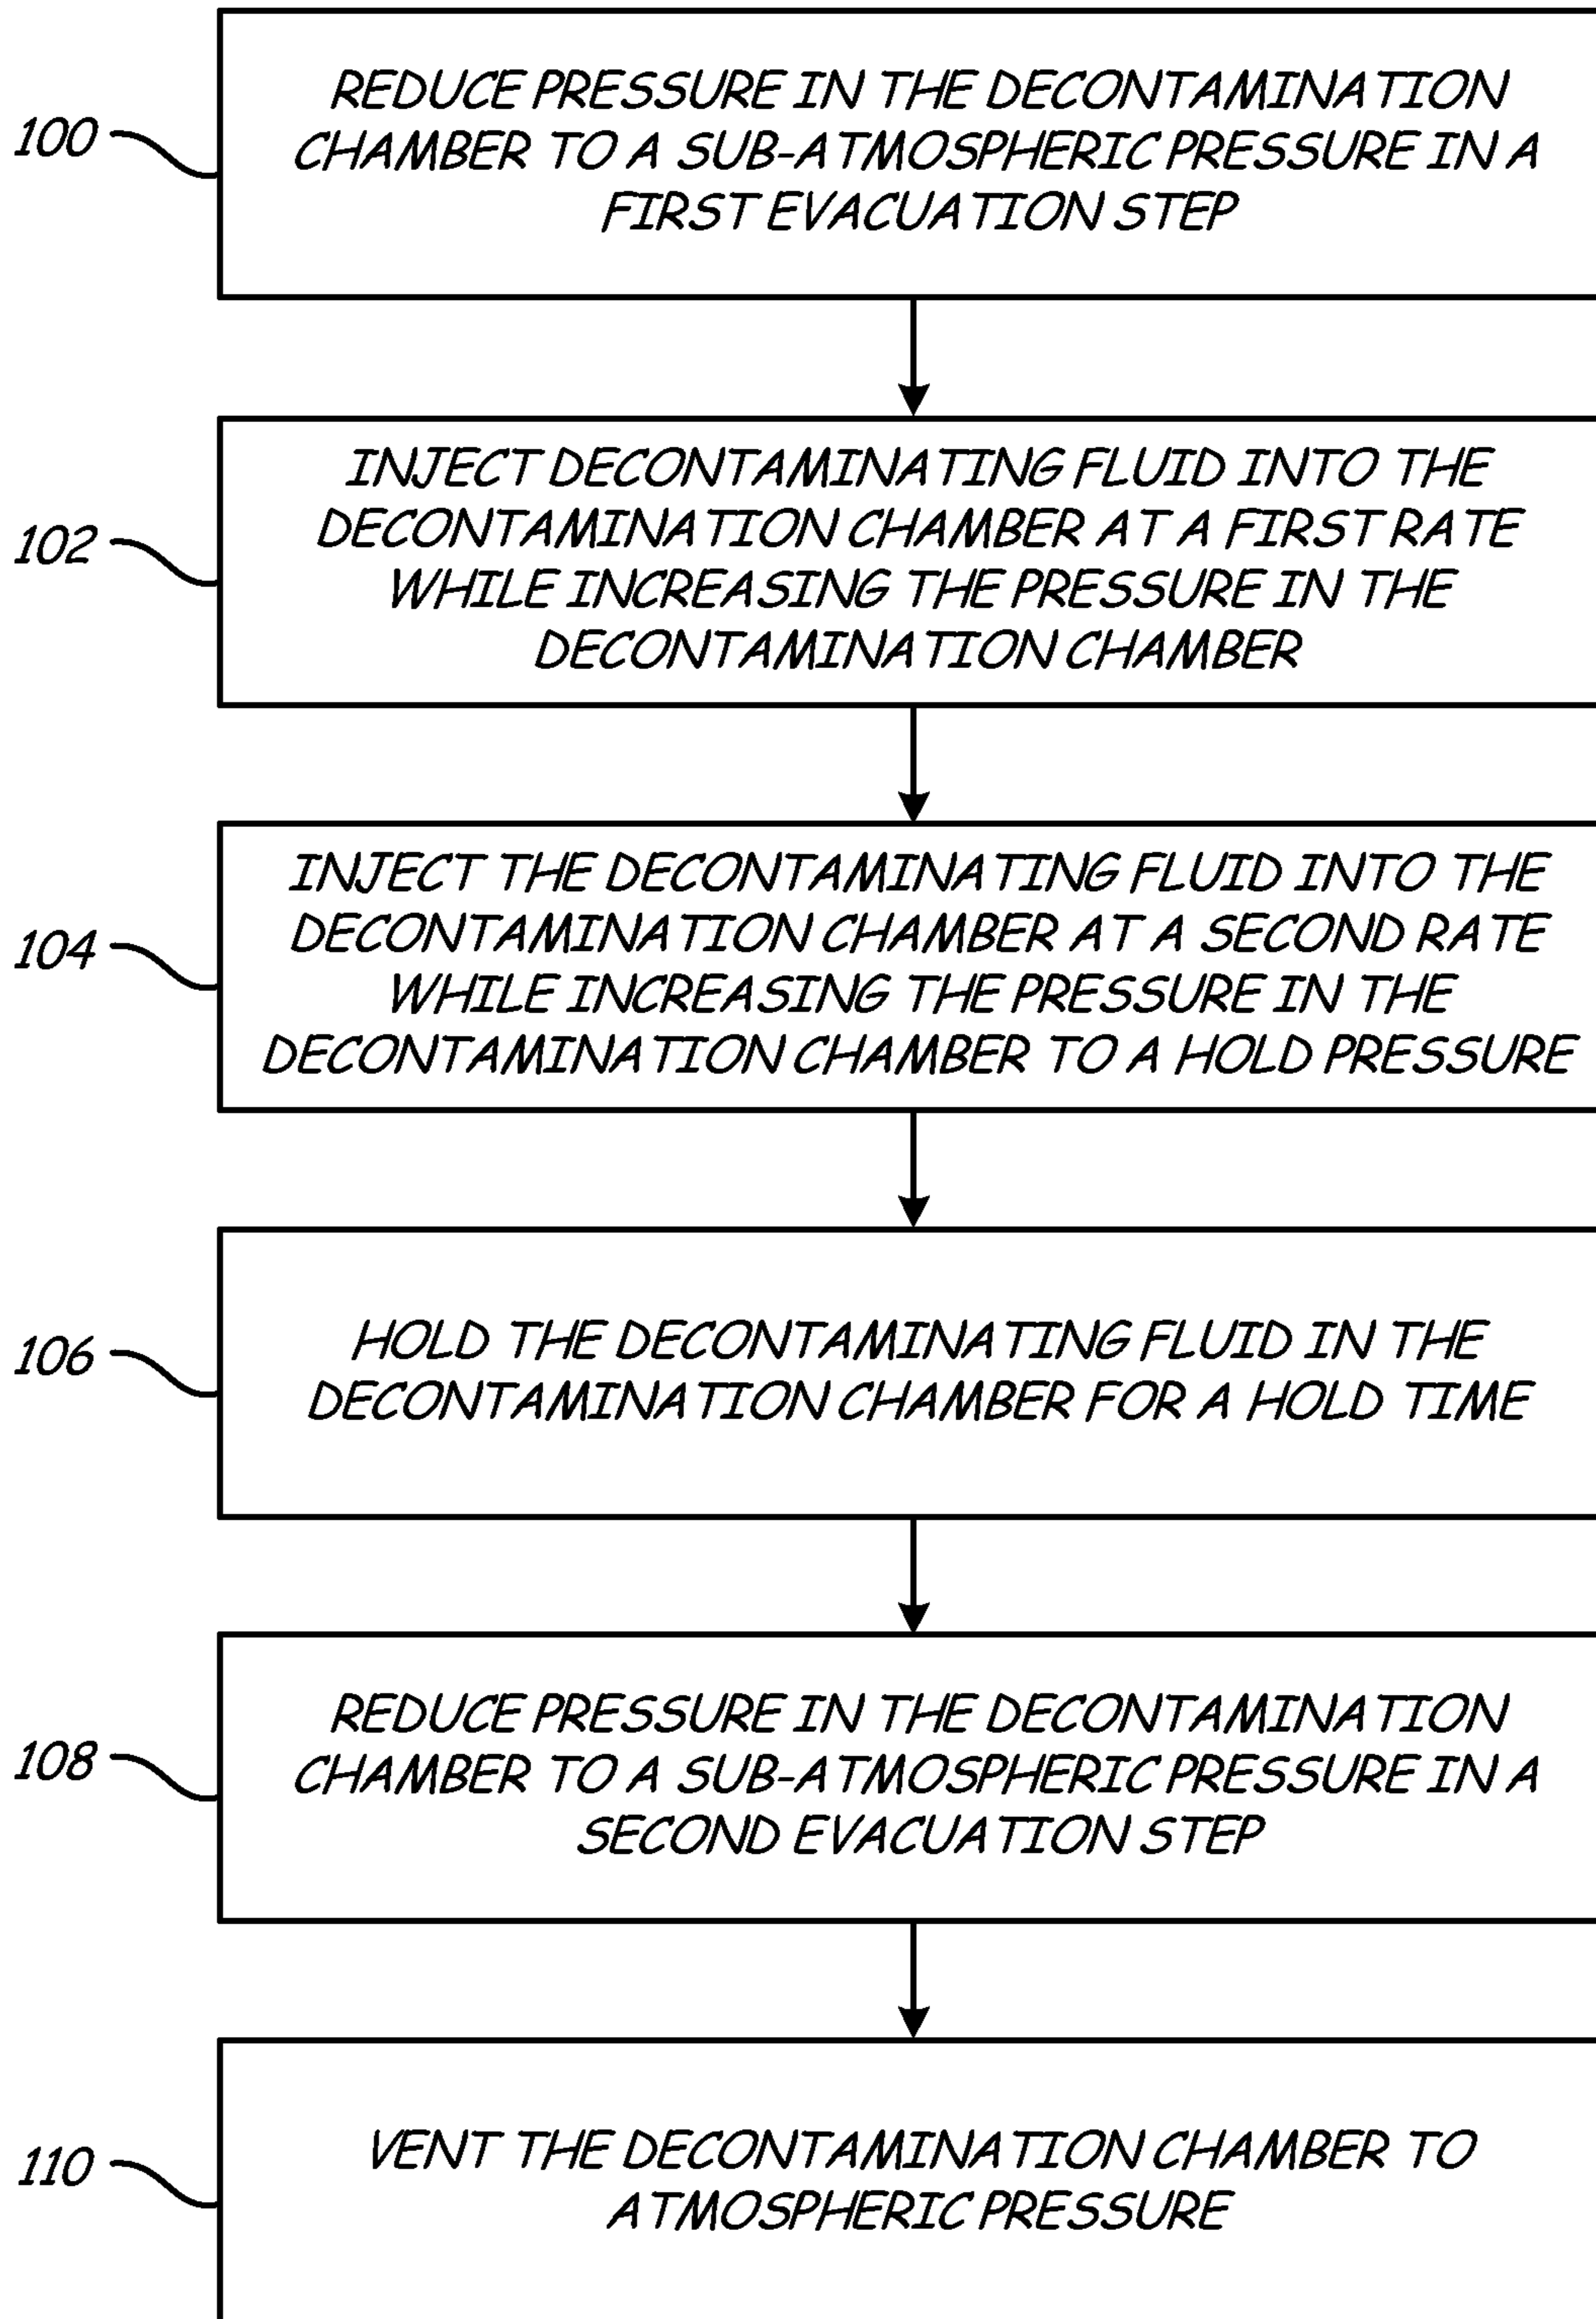 REDUCE PRESSURE IN THE DECONTAMINATION
CHAMBER TO A SUB-ATMOSPHERIC PRESSURE IN A
FIRST EVACUATION STEP
100
INJECT DECONTAMINATING FLUID INTO THE
DECONTAMINATION CHAMBER AT A FIRST RATE
WHILE INCREASING THE PRESSURE IN THE
DECONTAMINATION CHAMBER
102
INJECT THE DECONTAMINATING FLUID INTO THE
DECONTAMINATION CHAMBER AT A SECOND RATE
WHILE INCREASING THE PRESSURE IN THE
DECONTAMINATION CHAMBER TO A HOLD PRESSURE
104
HOLD THE DECONTAMINATING FLUID IN THE
DECONTAMINATION CHAMBER FOR A HOLD TIME
106
REDUCE PRESSURE IN THE DECONTAMINATION
CHAMBER TO A SUB-ATMOSPHERIC PRESSURE IN A
SECOND EVACUATION STEP
108
VENT THE DECONTAMINATION CHAMBER TO
ATMOSPHERIC PRESSURE
110